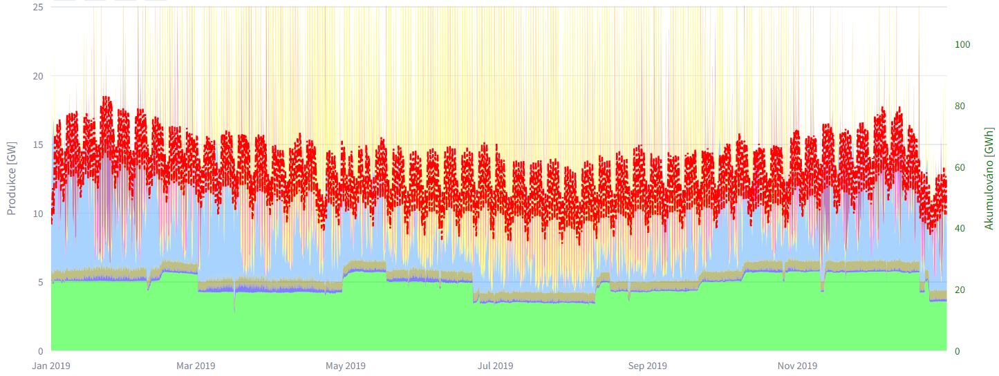 25
20
15
10
5
0
Produkce [GW]
100
80
60
40
20
0
Akumulováno [GWh]
Jan 2019
Mar 2019
May 2019
Jul 2019
Sep 2019
Nov 2019